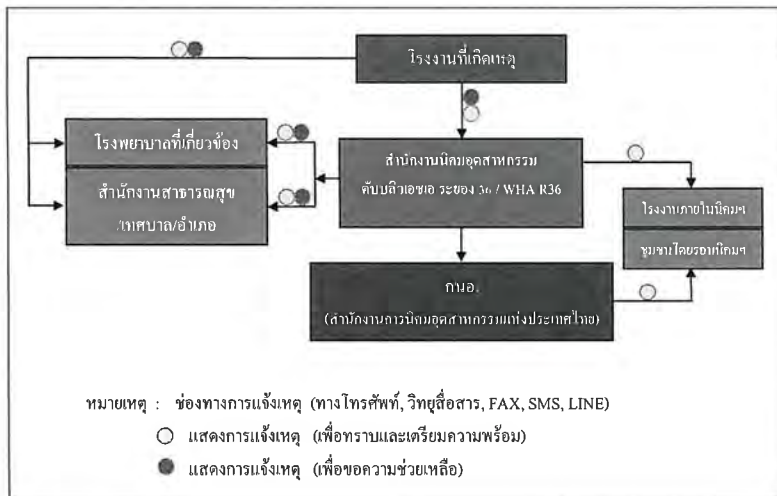 โรงงานที่เกิดเหตุ
โรงพยาบาลที่เกี่ยวข้อง
สำนักงานสาธารณสุข
/เทศบาล/อำเภอ
สำนักงานนิคมอุตสาหกรรม
ดับบลิวเอชเอ ระยอง 36 / WHA R36
โรงงานภายในนิคมฯ
ชุมชนโดยรอบนิคมฯ
กนอ.
(สำนักงานการนิคมอุตสาหกรรมแห่งประเทศไทย)
หมายเหตุ : ช่องทางการแจ้งเหตุ (ทางโทรศัพท์, วิทยุสื่อสาร, FAX, SMS, LINE)
แสดงการแจ้งเหตุ (เพื่อทราบและเตรียมความพร้อม)
แสดงการแจ้งเหตุ (เพื่อขอความช่วยเหลือ)